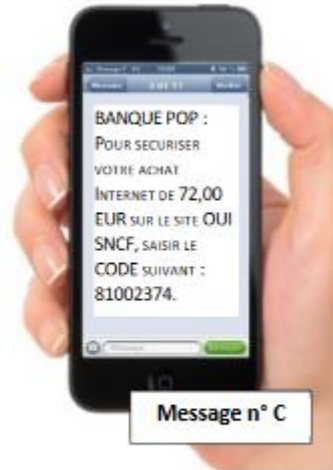 BANQUE POP :
POUR SECURISER
VOTRE ACHAT
INTERNET DE 72,00
EUR SUR LE SITE OUI
SNCF, SAISIR LE
CODE SUIVANT :
81002374.
Message n° C